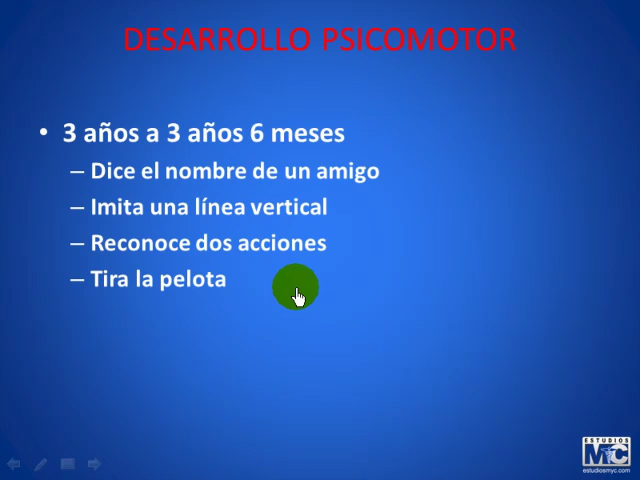 DESARROLLO PSICOMOTOR
• 3 años a 3 años 6 meses
– Dice el nombre de un amigo
– Imita una línea vertical
– Reconoce dos acciones
– Tira la pelota
ESTUDIOS
MyC
estudiosmyc.com